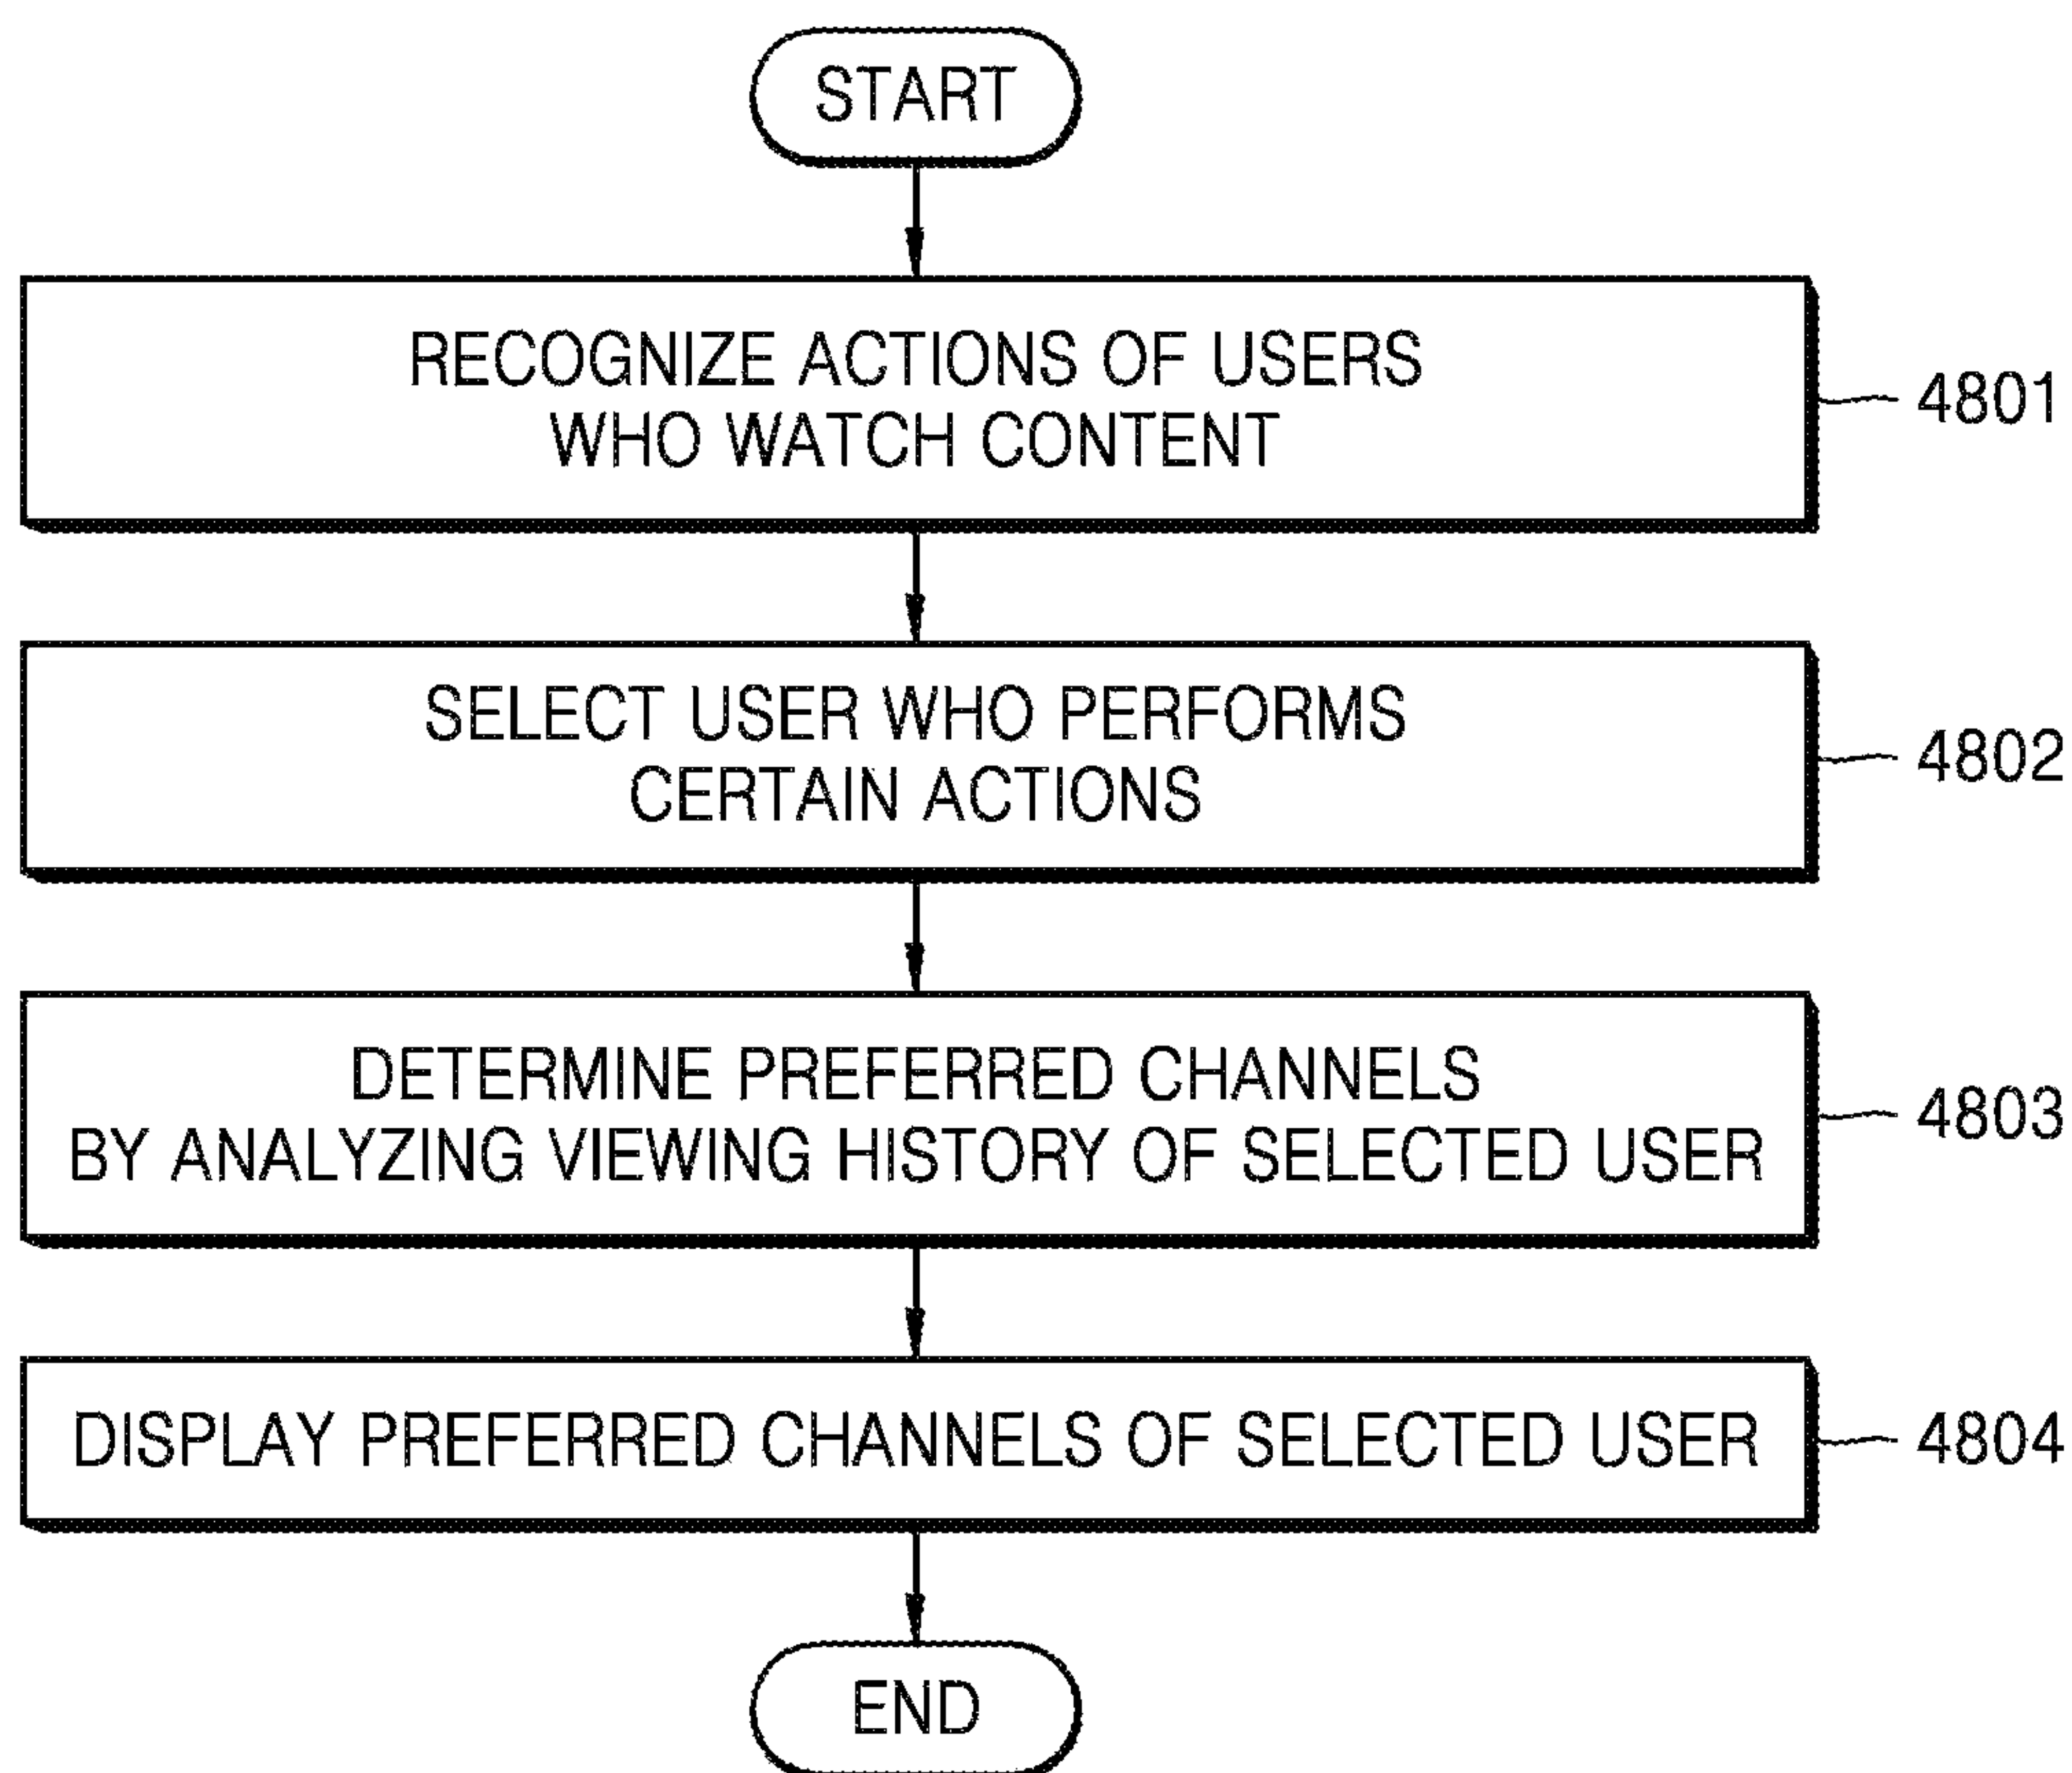 START
RECOGNIZE ACTIONS OF USERS
WHO WATCH CONTENT
4801
SELECT USER WHO PERFORMS
CERTAIN ACTIONS
4802
DETERMINE PREFERRED CHANNELS
BY ANALYZING VIEWING HISTORY OF SELECTED USER
4803
DISPLAY PREFERRED CHANNELS OF SELECTED USER
4804
END